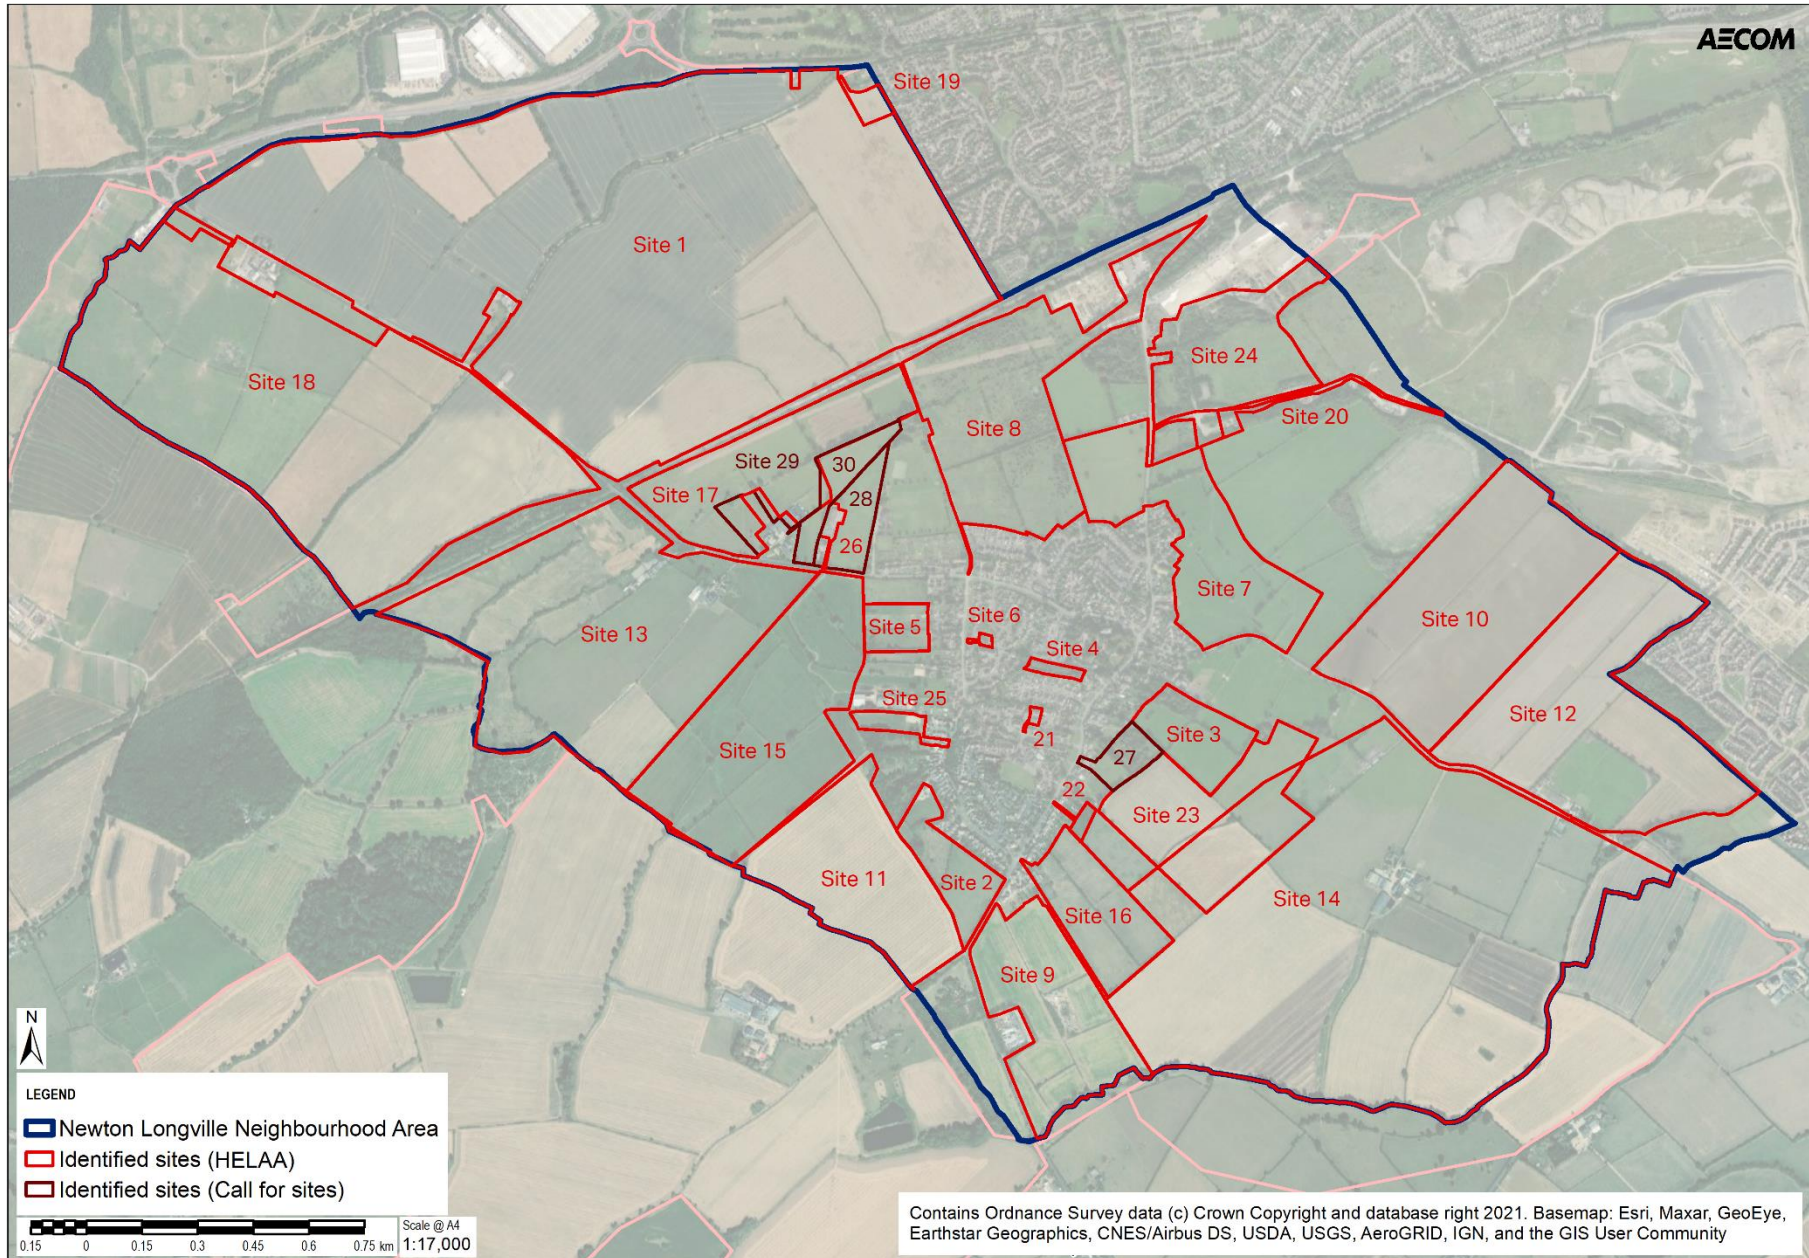 AECOM
Site 19
Site 1
Site 18
Site 24
Site 20
Site 8
Site 29
30
Site 17
28
26
Site 7
Site 10
Site 5
Site 6
Site 13
Site 4
Site 25
Site 12
Site 3
21
27
Site 15
22
Site 23
Site 11
Site 2
Site 14
Site 16
Site 9
N
LEGEND
Newton Longville Neighbourhood Area
Identified sites (HELAA)
Identified sites (Call for sites)
0.15 0 0.15 0.3 0.45 0.6 0.75 km
Scale @ A4
1:17,000
Contains Ordnance Survey data (c) Crown Copyright and database right 2021. Basemap: Esri, Maxar, GeoEye,
Earthstar Geographics, CNES/Airbus DS, USDA, USGS, AeroGRID, IGN, and the GIS User Community